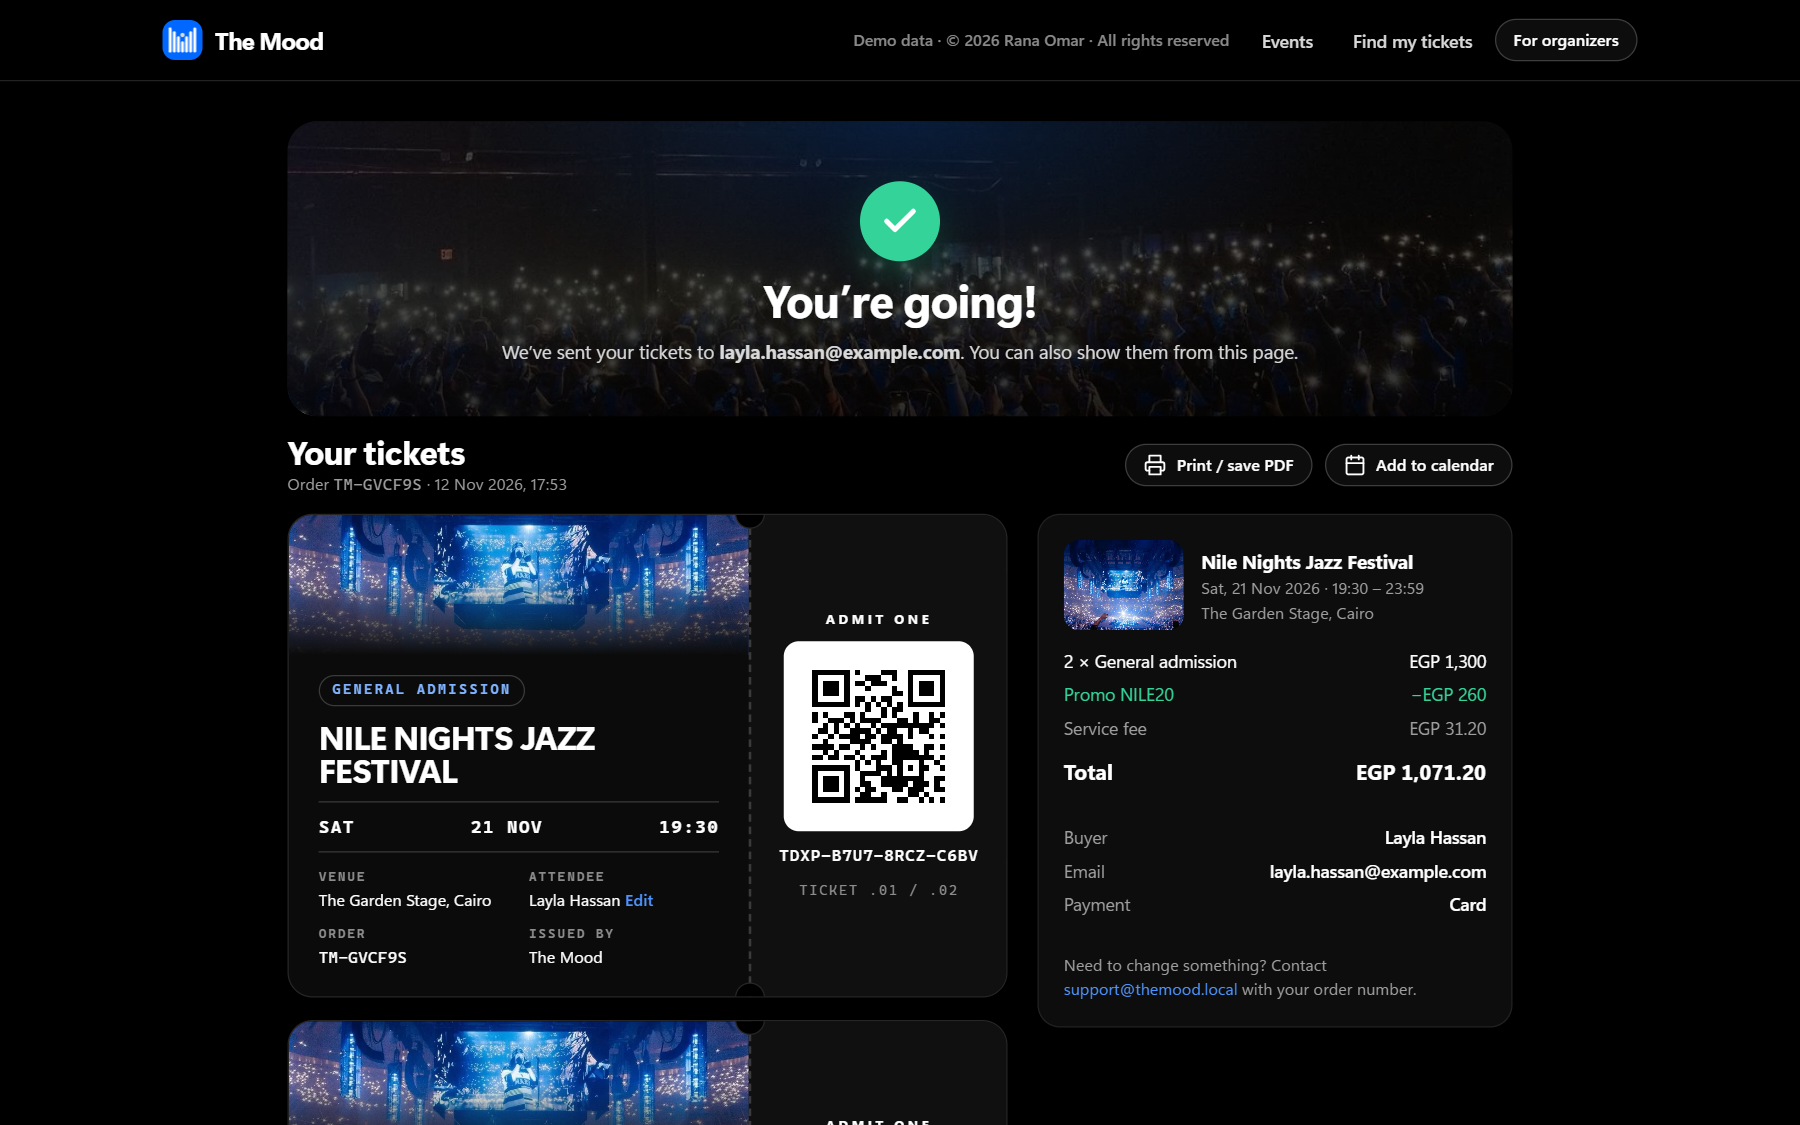 The Mood
Demo data · © 2026 Rana Omar · All rights reserved
Events
Find my tickets
For organizers
You’re going!
We’ve sent your tickets to layla.hassan@example.com. You can also show them from this page.
Your tickets
Order TM-GVCF9S · 12 Nov 2026, 17:53
Print / save PDF
Add to calendar
GENERAL ADMISSION
NILE NIGHTS JAZZ
FESTIVAL
SAT 21 NOV 19:30
VENUE
The Garden Stage, Cairo
ATTENDEE
Layla Hassan Edit
ORDER
TM-GVCF9S
ISSUED BY
The Mood
ADMIT ONE
TDXP-B7U7-8RCZ-C6BV
TICKET .01 / .02
Nile Nights Jazz Festival
Sat, 21 Nov 2026 · 19:30 – 23:59
The Garden Stage, Cairo
2 × General admission EGP 1,300
Promo NILE20 −EGP 260
Service fee EGP 31.20
Total EGP 1,071.20
Buyer Layla Hassan
Email layla.hassan@example.com
Payment Card
Need to change something? Contact
support@themood.local with your order number.
ADMIT ONE